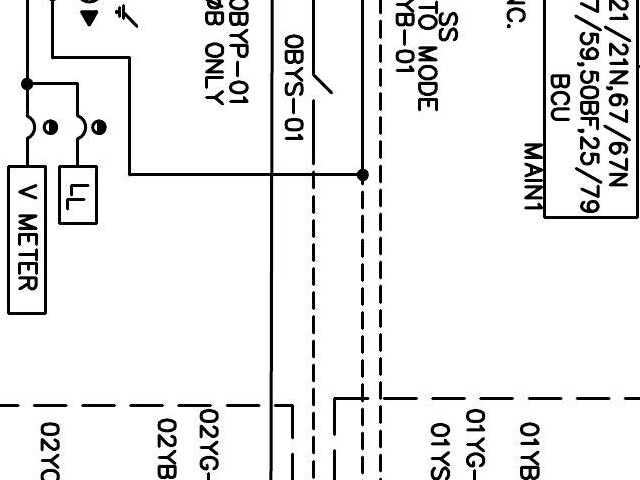 21/21N,67/67N
7/59,50BF,25/79
BCU
MAIN1
NC.
SS
TO MODE
YB-01
0BYS-01
0BYP-01
ØB ONLY
LL
V METER
01YB
01YG-
01YS
02YG-
02YB